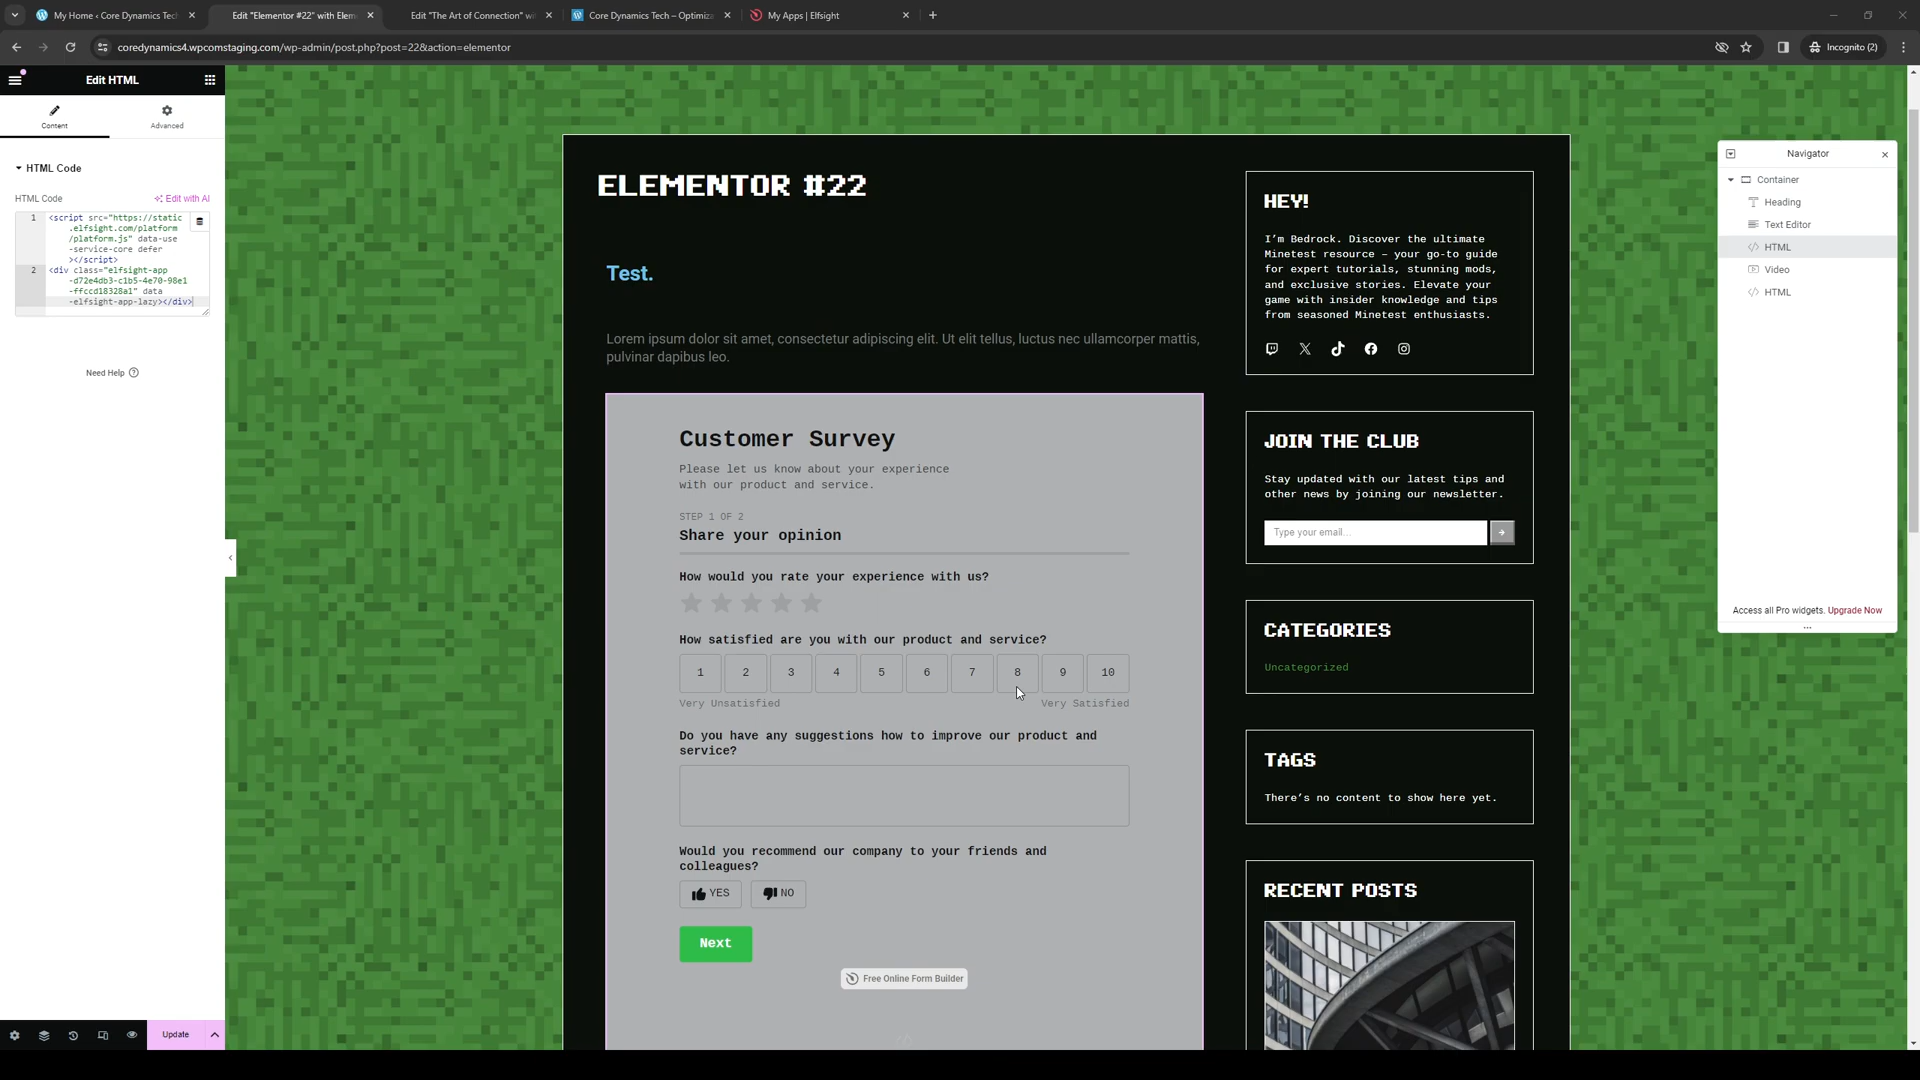 My Home ‹ Core Dynamics Tech
Edit "Elementor #22" with Elem
Edit "The Art of Connection" wi
Core Dynamics Tech – Optimiza
My Apps | Elfsight
coredynamics4.wpcomstaging.com/wp-admin/post.php?post=22&action=elementor
Incognito (2)
Edit HTML
Content
Advanced
HTML Code
HTML Code
Edit with AI
1 <script src="https://static
.elfsight.com/platform
/platform.js" data-use
-service-core defer
></script>
2 <div class="elfsight-app
-d72e4db3-c1b5-4e70-98e1
-ffccd18328a1" data
-elfsight-app-lazy></div>
Need Help
Update
ELEMENTOR #22
Test.
Lorem ipsum dolor sit amet, consectetur adipiscing elit. Ut elit tellus, luctus nec ullamcorper mattis,
pulvinar dapibus leo.
Customer Survey
Please let us know about your experience
with our product and service.
STEP 1 OF 2
Share your opinion
How would you rate your experience with us?
How satisfied are you with our product and service?
1 2 3 4 5 6 7 8 9 10
Very Unsatisfied
Very Satisfied
Do you have any suggestions how to improve our product and
service?
Would you recommend our company to your friends and
colleagues?
YES
NO
Next
Free Online Form Builder
HEY!
I’m Bedrock. Discover the ultimate
Minetest resource – your go-to guide
for expert tutorials, stunning mods,
and exclusive stories. Elevate your
game with insider knowledge and tips
from seasoned Minetest enthusiasts.
JOIN THE CLUB
Stay updated with our latest tips and
other news by joining our newsletter.
Type your email...
CATEGORIES
Uncategorized
TAGS
There’s no content to show here yet.
RECENT POSTS
Navigator
Container
Heading
Text Editor
HTML
Video
HTML
Access all Pro widgets. Upgrade Now